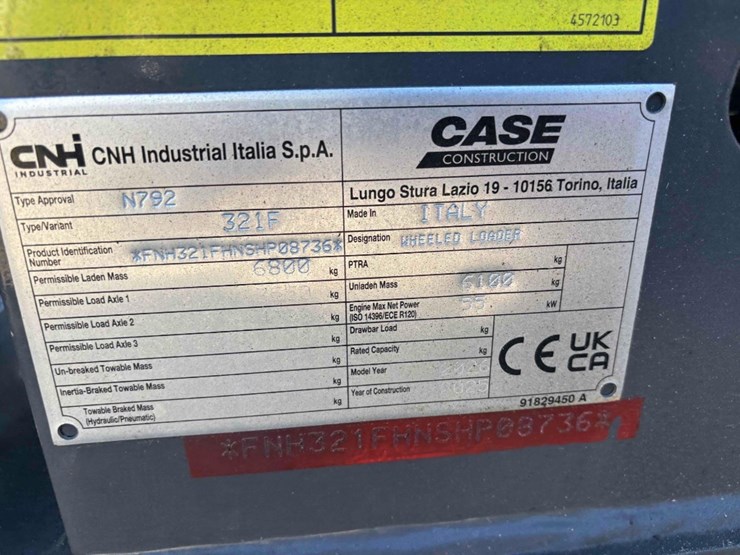 4572103
CNH INDUSTRIAL CNH Industrial Italia S.p.A.
CASE
CONSTRUCTION
Lungo Stura Lazio 19 - 10156 Torino, Italia
Type Approval N792
Type/Variant 321F
Product Identification Number *FNH321FHNSHP08736*
Permissible Laden Mass 6800 kg
Permissible Load Axle 1 kg
Permissible Load Axle 2 kg
Permissible Load Axle 3 kg
Un-breaked Towable Mass kg
Inertia-Braked Towable Mass kg
Towable Braked Mass (Hydraulic/Pneumatic) kg
Made In ITALY
Designation WHEELED LOADER
PTRA kg
Unladen Mass 6100 kg
Engine Max Net Power (ISO 14396/ECE R120) kW
Drawbar Load kg
Rated Capacity kg
Model Year
Year of Construction
CE UK CA
91829450 A
*FNH321FHNSHP08736*